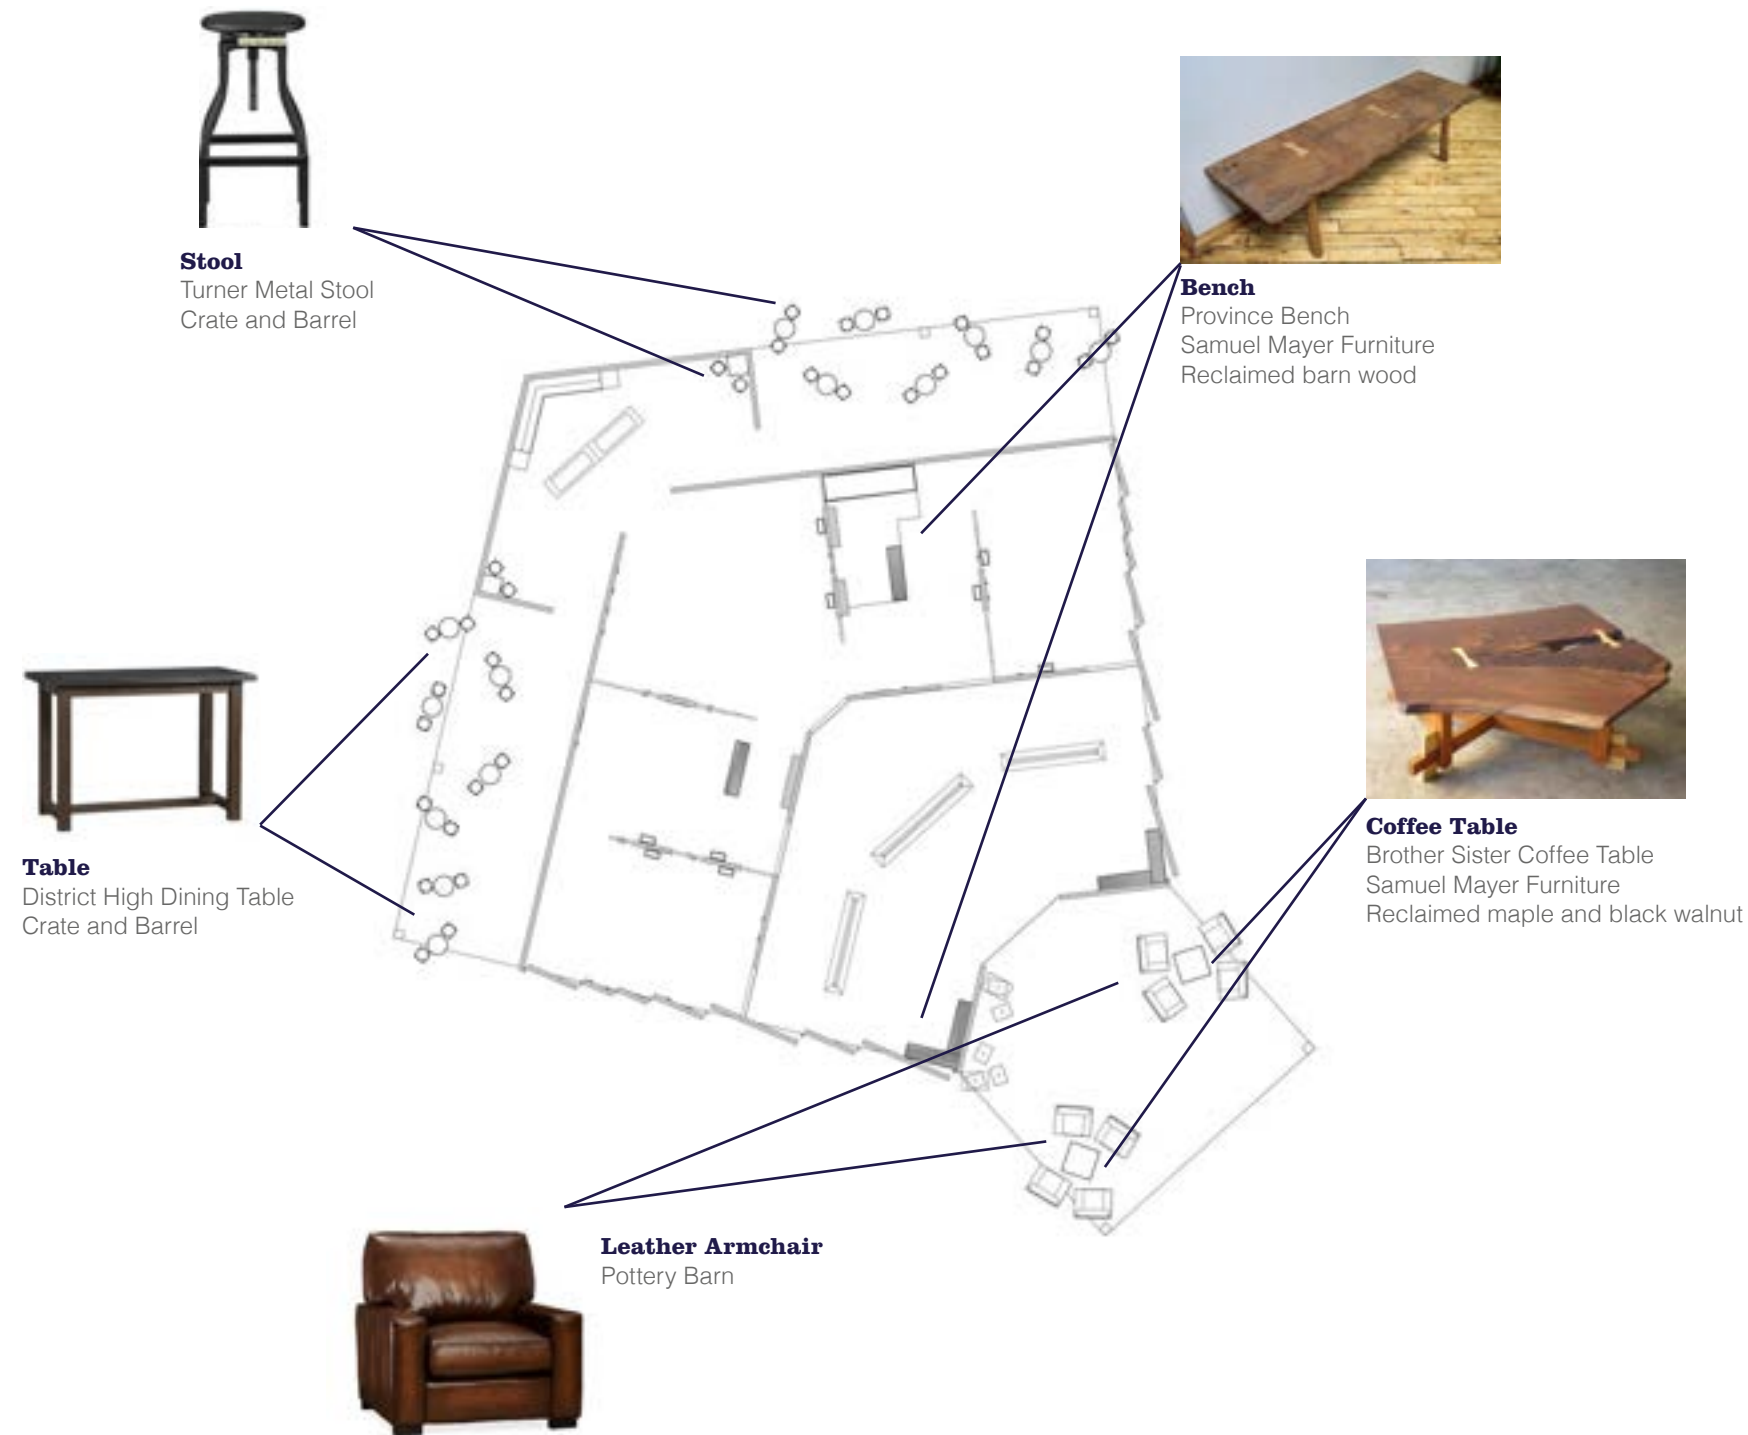 Stool
Turner Metal Stool
Crate and Barrel
Bench
Province Bench
Samuel Mayer Furniture
Reclaimed barn wood
Table
District High Dining Table
Crate and Barrel
Coffee Table
Brother Sister Coffee Table
Samuel Mayer Furniture
Reclaimed maple and black walnut
Leather Armchair
Pottery Barn